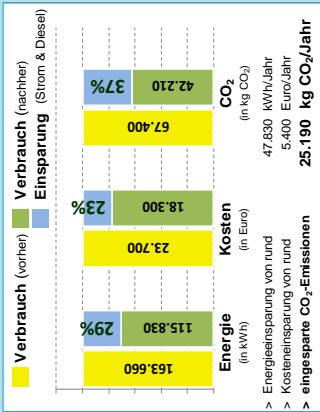 Verbrauch (vorher)
Verbrauch (nachher)
Einsparung (Strom & Diesel)
29%
23%
37%
163.660
115.830
23.700
18.300
67.400
42.210
Energie
(in kWh)
Kosten
(in Euro)
CO₂
(in kg CO₂)
> Energieeinsparung von rund 47.830 kWh/Jahr
> Kosteneinsparung von rund 5.400 Euro/Jahr
> eingesparte CO₂-Emissionen 25.190 kg CO₂/Jahr